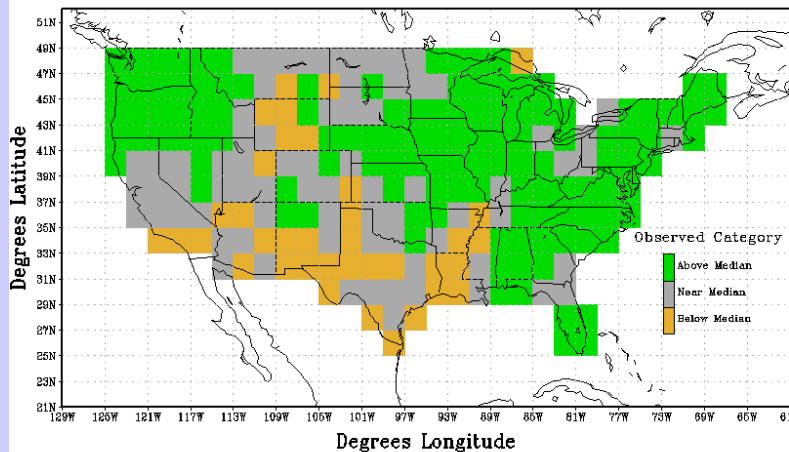 51N
49N
47N
45N
43N
41N
39N
37N
35N
33N
31N
29N
27N
25N
23N
21N
Degrees Latitude
Observed Category
Above Median
Near Median
Below Median
129W 125W 121W 117W 113W 109W 105W 101W 97W 93W 89W 85W 81W 77W 73W 69W 65W
Degrees Longitude